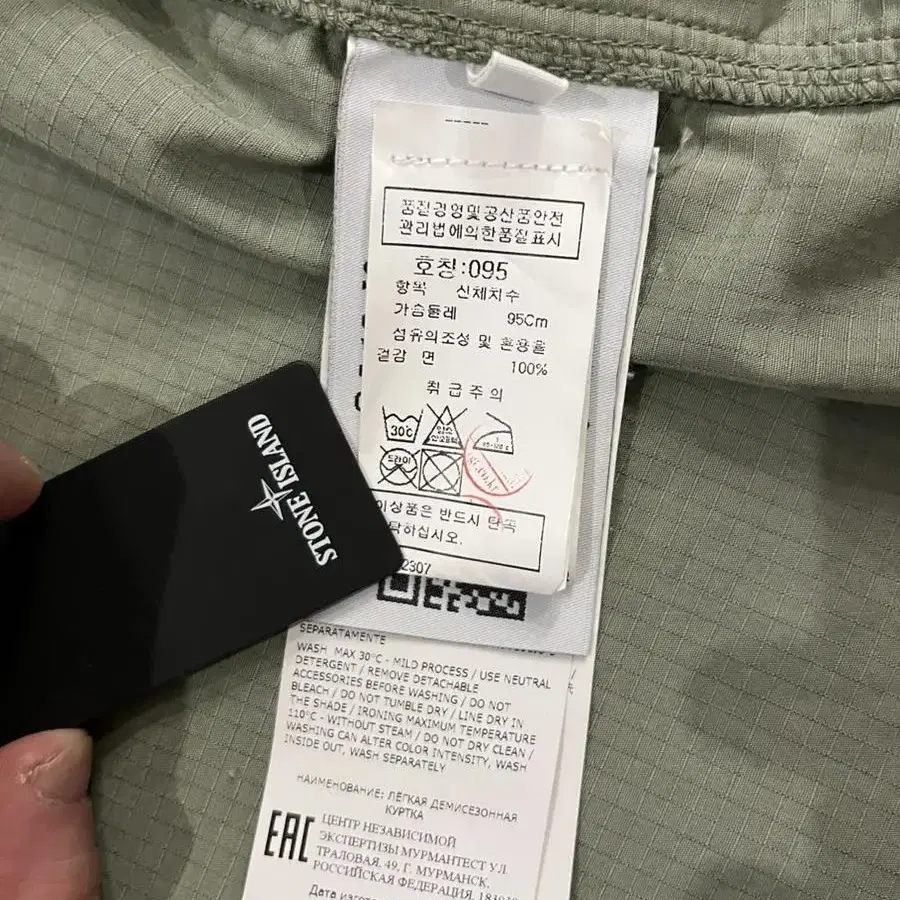 품질경영및공산품안전
관리법에의한품질표시
호칭:095
항목 신체치수
가슴둘레 95Cm
섬유의조성 및 혼용율
겉감 면 100%
취급주의
30℃
드라이
이상품은 반드시 단독
탁하십시오.
2307
STONE ISLAND
SEPARATAMENTE
WASH MAX 30°C - MILD PROCESS / USE NEUTRAL
DETERGENT / REMOVE DETACHABLE
ACCESSORIES BEFORE WASHING / DO NOT
BLEACH / DO NOT TUMBLE DRY / LINE DRY IN
THE SHADE / IRONING MAXIMUM TEMPERATURE
110°C - WITHOUT STEAM / DO NOT DRY CLEAN /
WASHING CAN ALTER COLOR INTENSITY, WASH
INSIDE OUT, WASH SEPARATELY
НАИМЕНОВАНИЕ: ЛЁГКАЯ ДЕМИСЕЗОННАЯ
КУРТКА
EAC
ЦЕНТР НЕЗАВИСИМОЙ
ЭКСПЕРТИЗЫ МУРМАНТЕСТ УЛ.
ТРАЛОВАЯ, 49, Г. МУРМАНСК,
РОССИЙСКАЯ ФЕДЕРАЦИЯ,
Дата